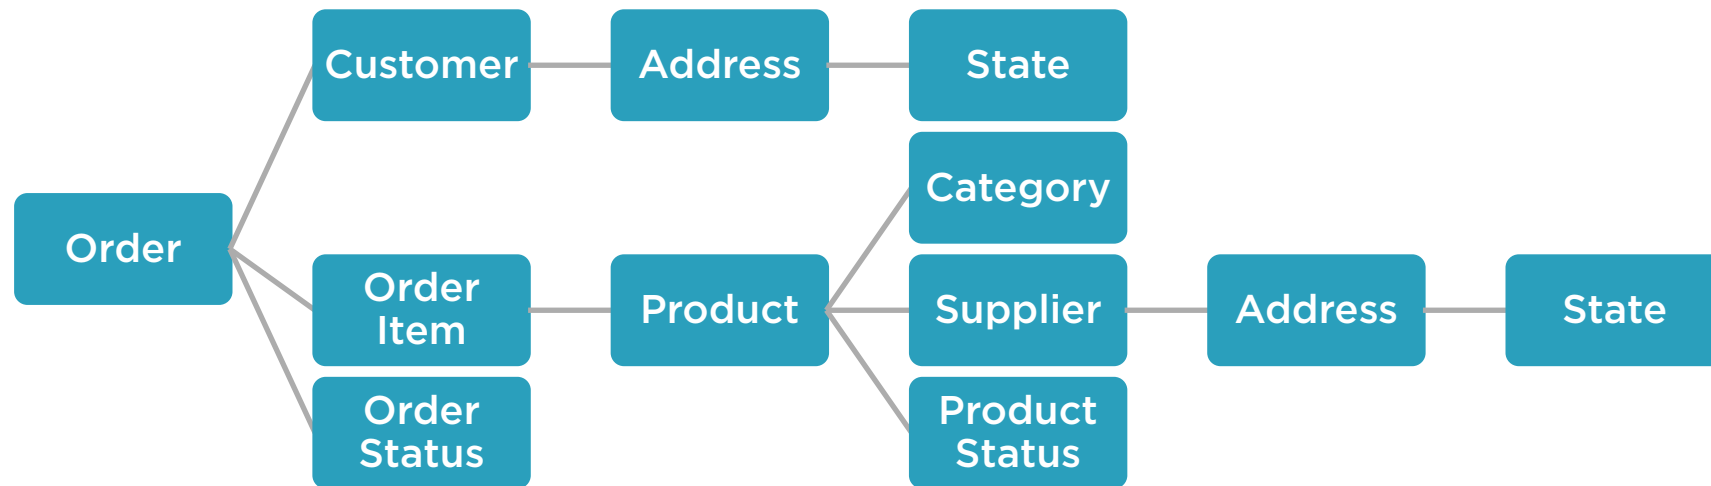 Customer
Address
State
Category
Order
Order
Item
Product
Supplier
Address
State
Order
Status
Product
Status